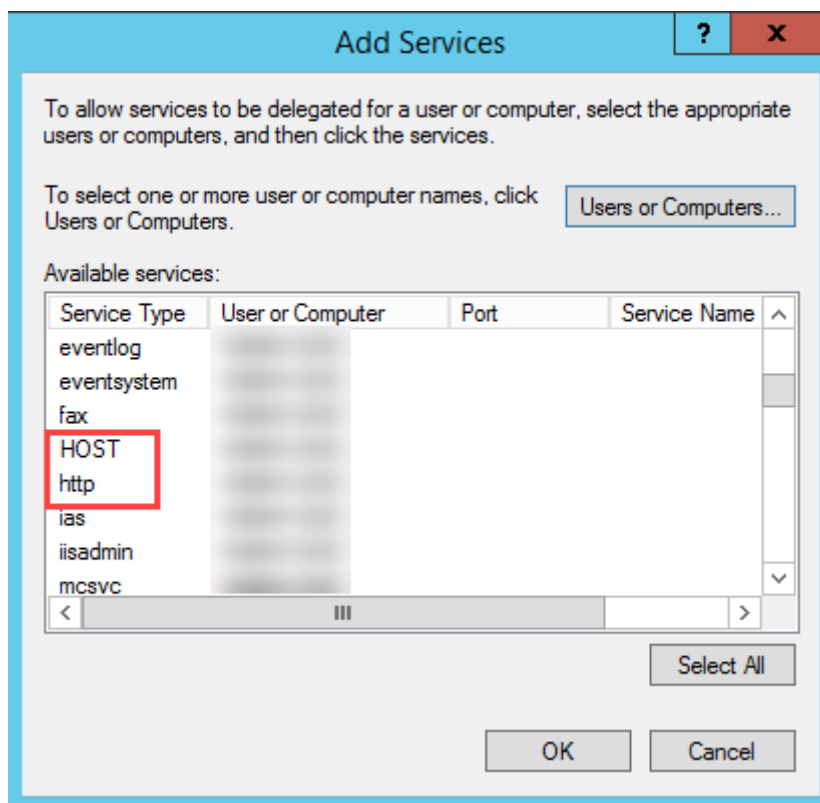 Add Services
?
x
To allow services to be delegated for a user or computer, select the appropriate
users or computers, and then click the services.
To select one or more user or computer names, click
Users or Computers.
Users or Computers...
Available services:
Service Type User or Computer Port Service Name
eventlog
eventsystem
fax
HOST
http
ias
iisadmin
mcsvc
Select All
OK
Cancel